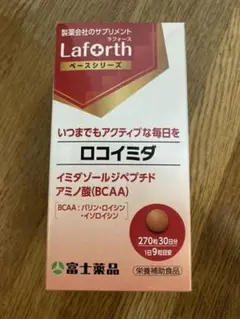 製薬会社のサプリメント
ラフォース
Laforth
ベースシリーズ
いつまでもアクティブな毎日を
ロコイミダ
イミダゾールジペプチド
アミノ酸(BCAA)
BCAA:バリン・ロイシン
・イソロイシン
270粒 30日分
1日9粒目安
富士薬品
栄養補助食品